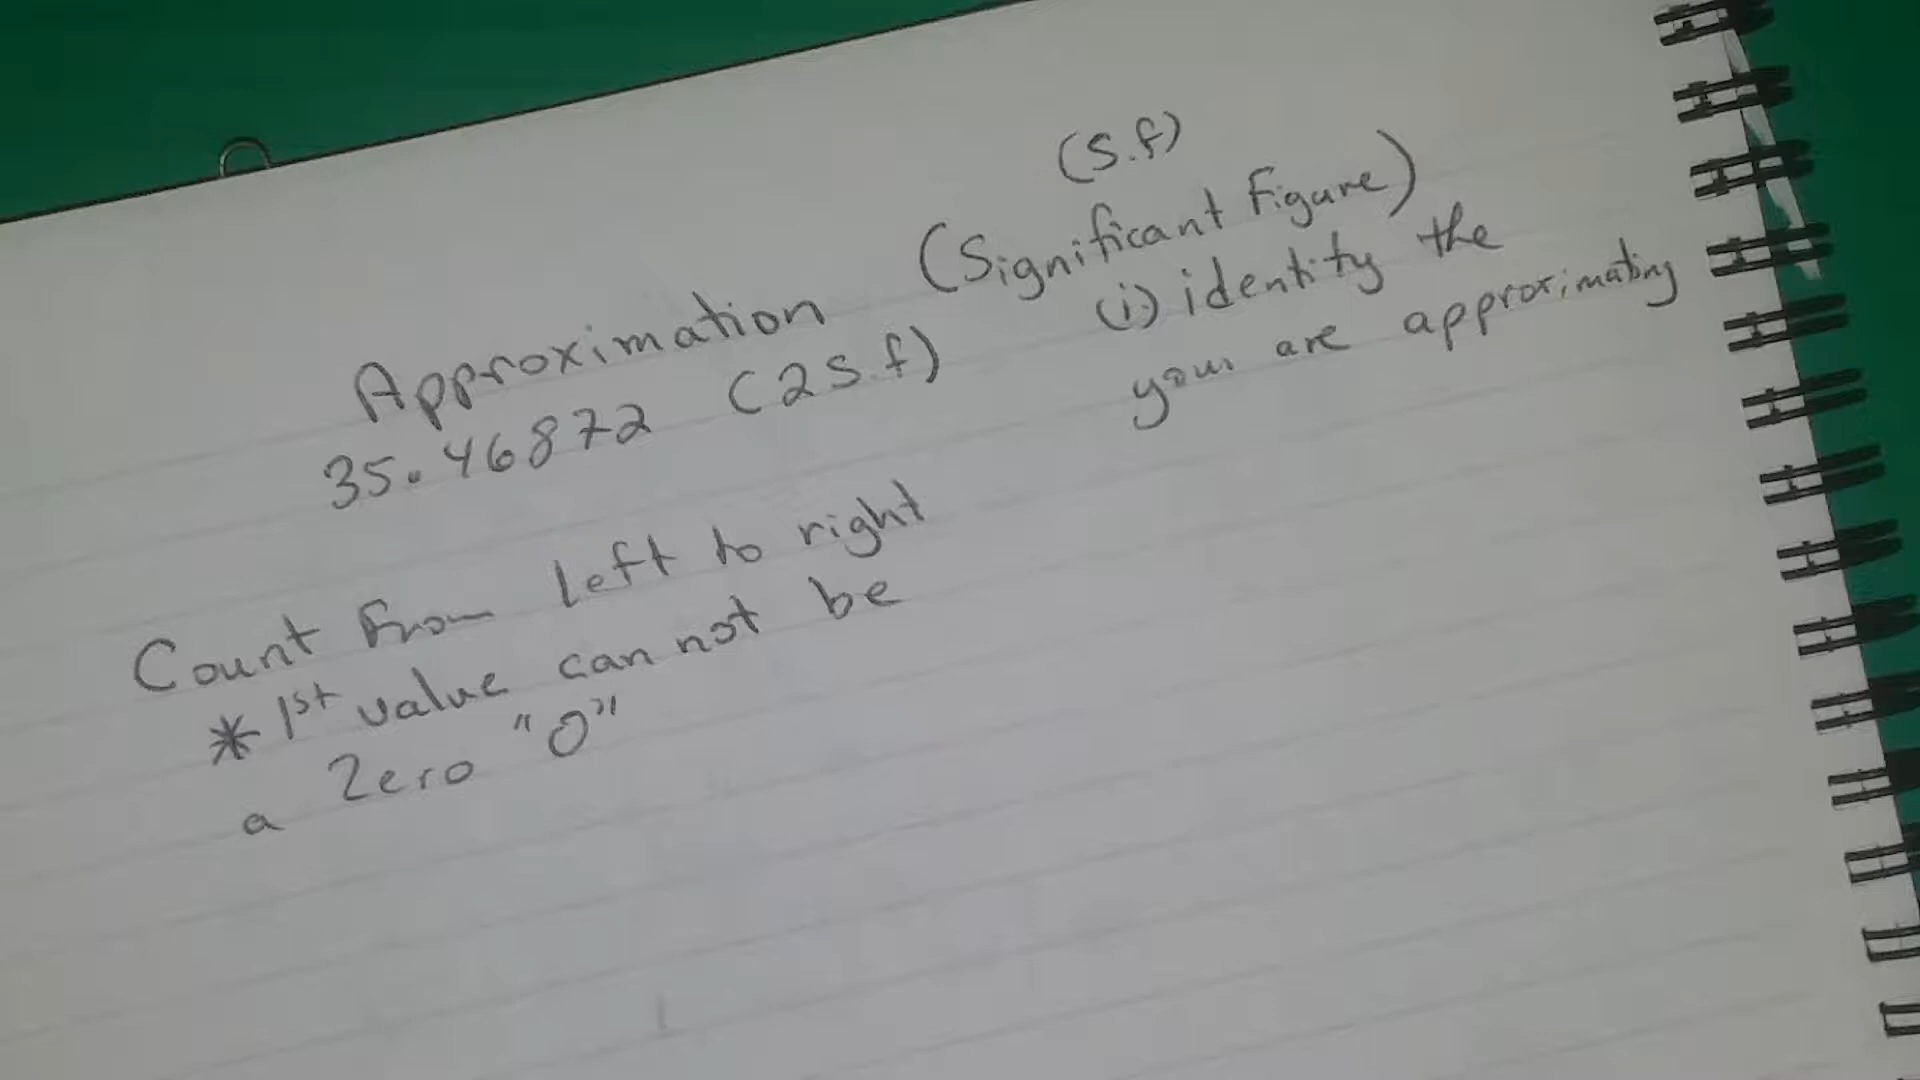 (S.f)
Approximation (Significant Figure)
35.46872 (2S.f)
(i) identity the
your are approximating
Count From left to right
* 1st value can not be
a Zero "0"